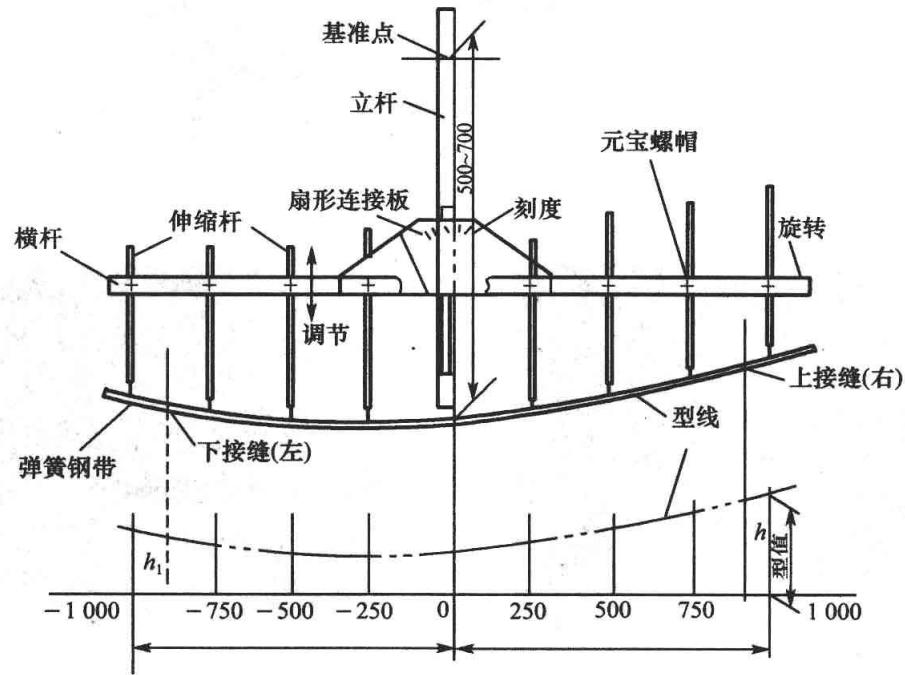 基准点
立杆
500~700
元宝螺帽
扇形连接板
刻度
伸缩杆
横杆
旋转
调节
上接缝(右)
型线
下接缝(左)
弹簧钢带
h₁
h
型值
－1 000
－750
－500
－250
0
250
500
750
1 000